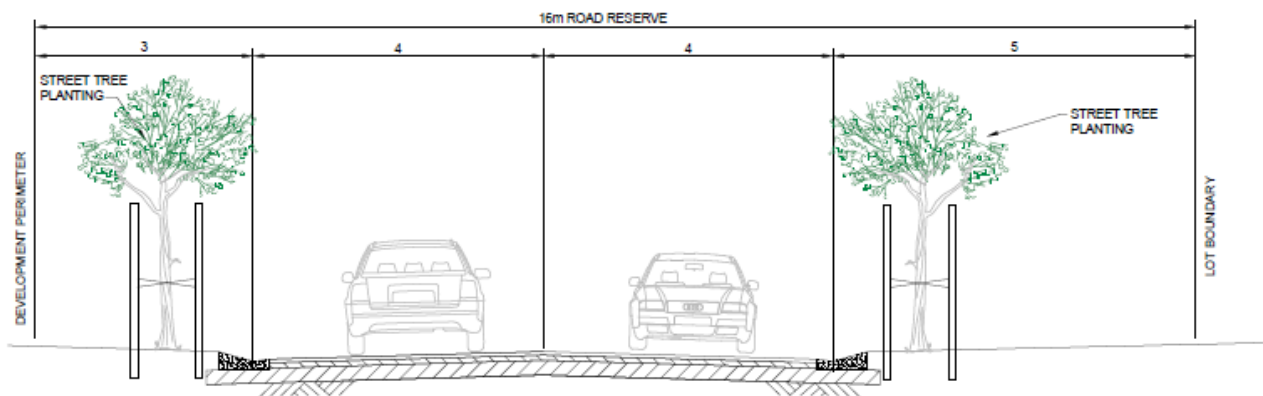 16m ROAD RESERVE
3
4
4
5
STREET TREE
PLANTING
STREET TREE
PLANTING
DEVELOPMENT PERIMETER
LOT BOUNDARY